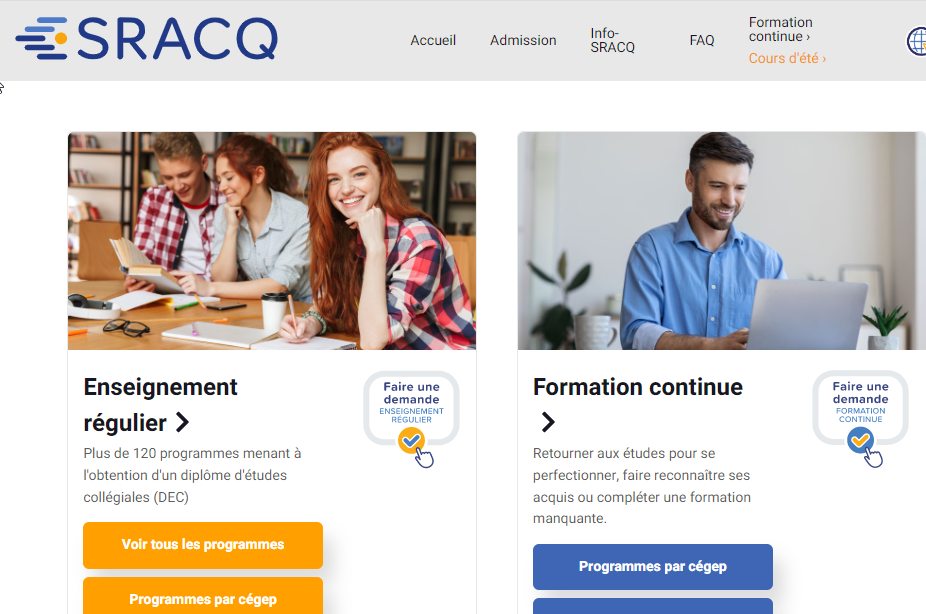 SRACQ
Accueil
Admission
Info-
SRACQ
FAQ
Formation
continue ›
Cours d'été ›
Enseignement
régulier
Faire une
demande
ENSEIGNEMENT
RÉGULIER
Plus de 120 programmes menant à
l'obtention d'un diplôme d'études
collégiales (DEC)
Voir tous les programmes
Programmes par cégep
Formation continue
Faire une
demande
FORMATION
CONTINUE
Retourner aux études pour se
perfectionner, faire reconnaître ses
acquis ou compléter une formation
manquante.
Programmes par cégep